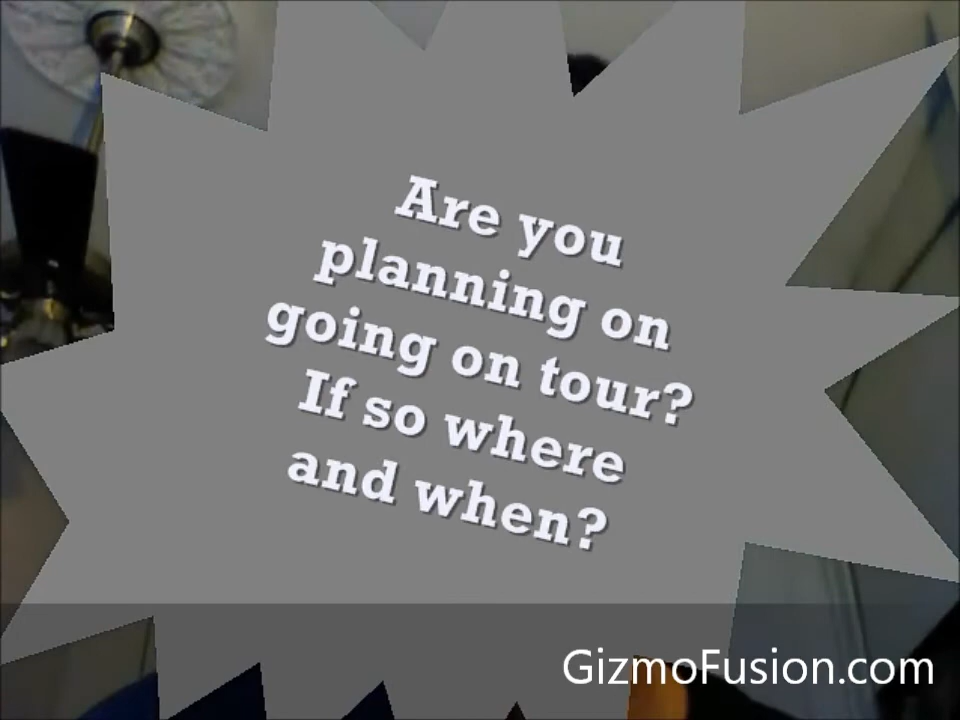 Are you
planning on
going on tour?
If so where
and when?
GizmoFusion.com